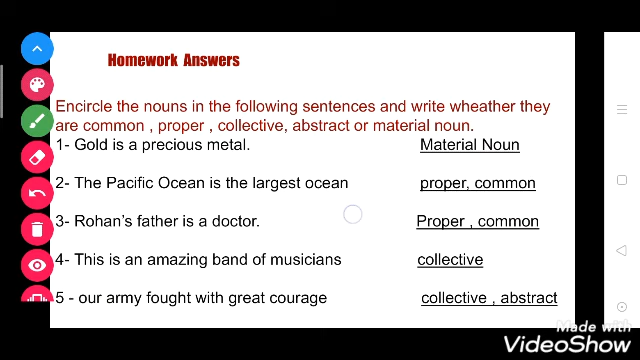 Homework Answers
Encircle the nouns in the following sentences and write wheather they
are common , proper , collective, abstract or material noun.
1- Gold is a precious metal. Material Noun
2- The Pacific Ocean is the largest ocean proper, common
3- Rohan's father is a doctor. Proper , common
4- This is an amazing band of musicians collective
5 - our army fought with great courage collective , abstract
Made with
VideoShow